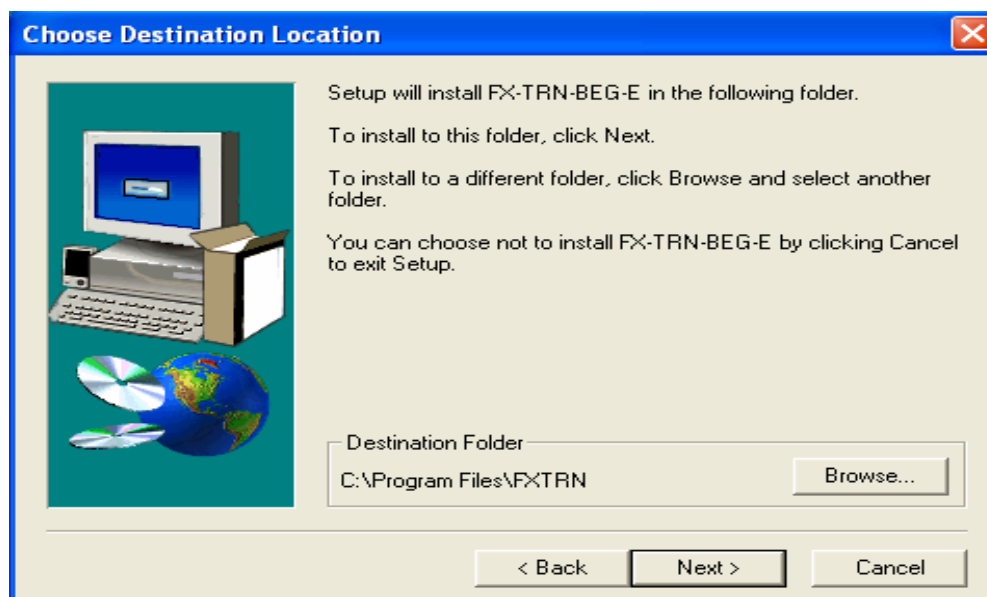 Choose Destination Location
Setup will install FX-TRN-BEG-E in the following folder.
To install to this folder, click Next.
To install to a different folder, click Browse and select another
folder.
You can choose not to install FX-TRN-BEG-E by clicking Cancel
to exit Setup.
Destination Folder
C:\Program Files\FXTRN
Browse...
< Back
Next >
Cancel